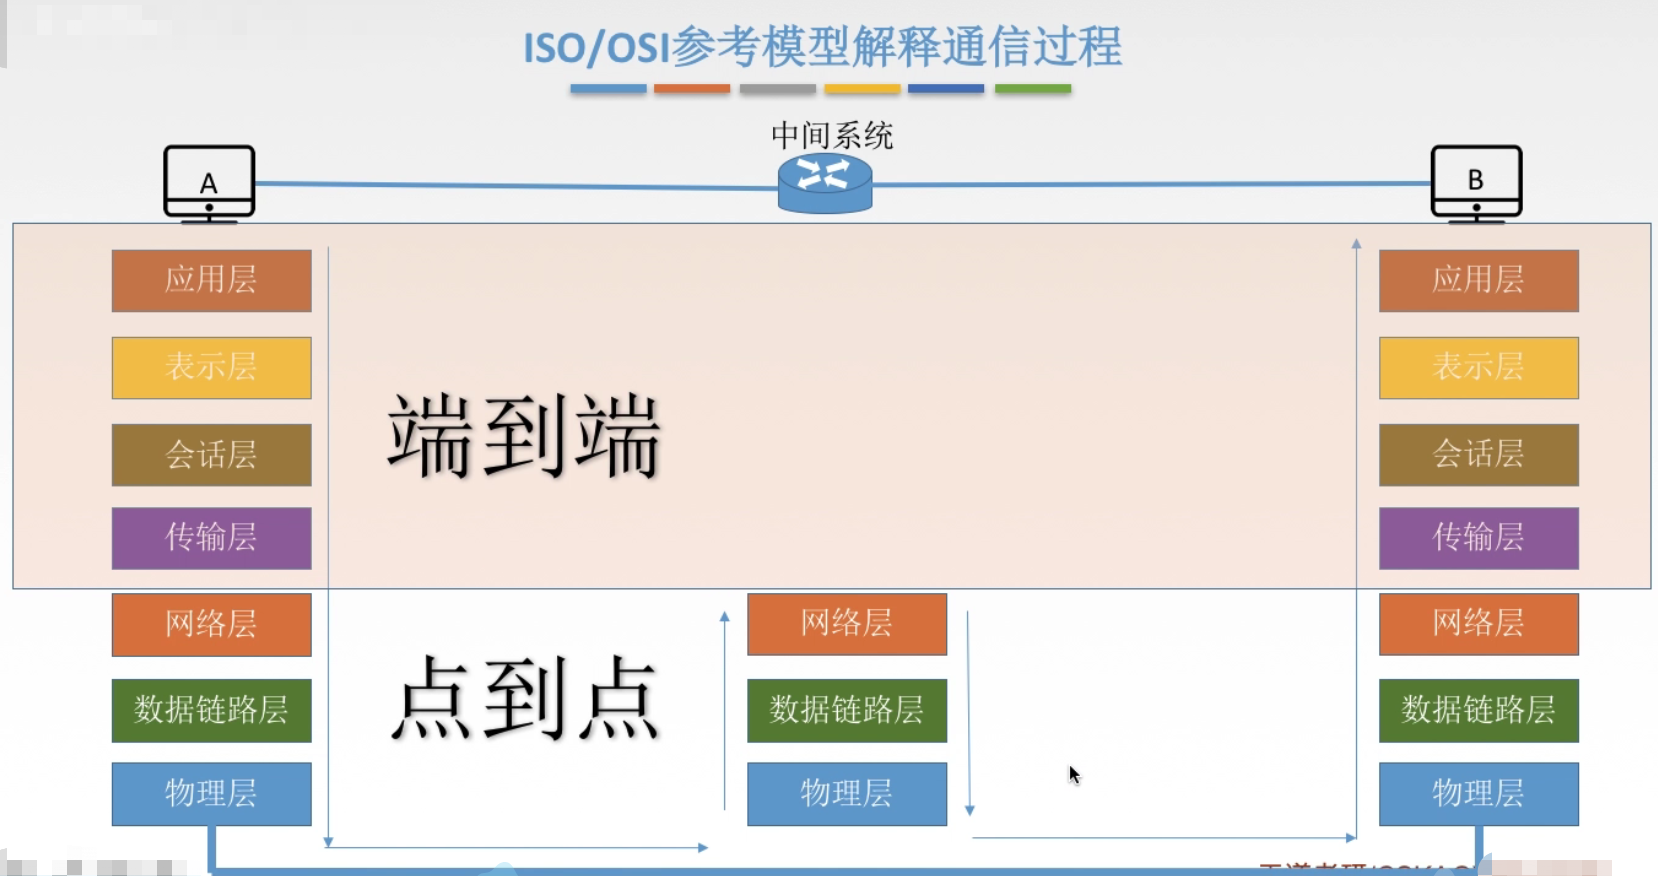 ISO/OSI参考模型解释通信过程
中间系统
A
B
应用层
应用层
表示层
表示层
端到端
会话层
会话层
传输层
传输层
网络层
网络层
网络层
点到点
数据链路层
数据链路层
数据链路层
物理层
物理层
物理层